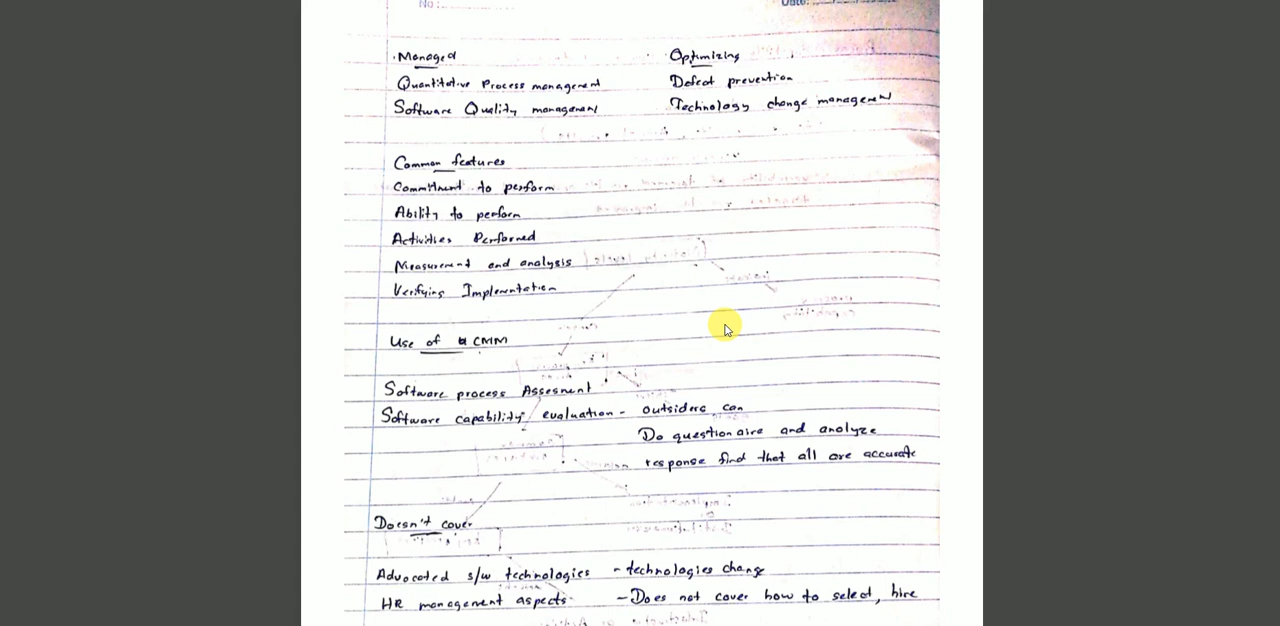 No :
Date:
Managed
Quantitative Process management
Software Quality management
Optimizing
Defect prevention
Technology change management
Common features
Commitment to perform
Ability to perform
Activities Performed
Measurement and analysis
Verifying Implementation
Use of CMM
Software process Assesment
Software capability evaluation - outsiders can
Do questionaire and analyze
response find that all are accurate
Doesn't cover
Advocated s/w technologies - technologies change
HR management aspects - Does not cover how to select, hire